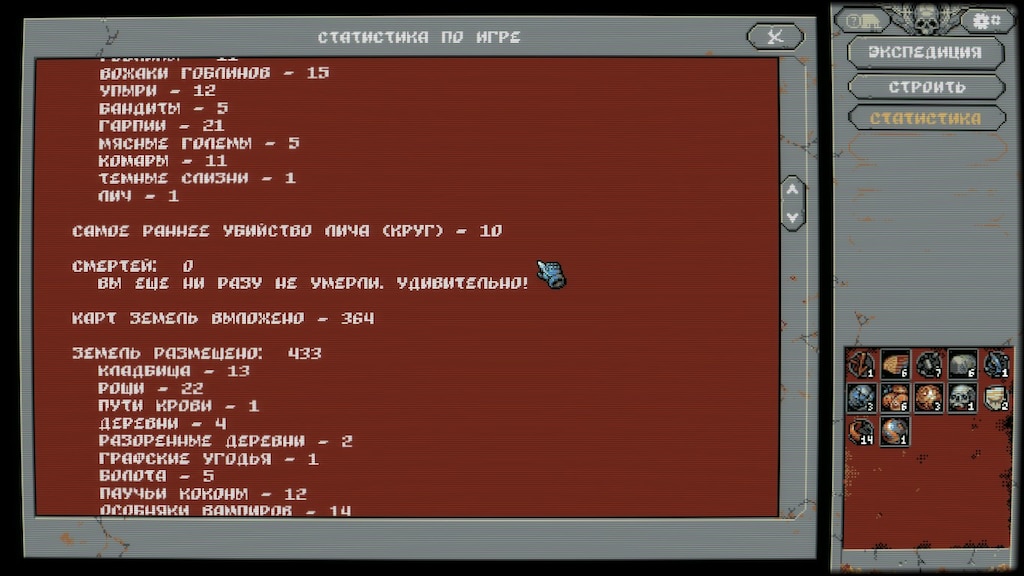 СТАТИСТИКА ПО ИГРЕ
ВОЖАКИ ГОБЛИНОВ - 15
УПЫРИ - 12
БАНДИТЫ - 5
ГАРПИИ - 21
МЯСНЫЕ ГОЛЕМЫ - 5
КОМАРЫ - 11
ТЕМНЫЕ СЛИЗНИ - 1
ЛИЧ - 1
САМОЕ РАННЕЕ УБИЙСТВО ЛИЧА (КРУГ) - 10
СМЕРТЕЙ: 0
ВЫ ЕЩЕ НИ РАЗУ НЕ УМЕРЛИ. УДИВИТЕЛЬНО!
КАРТ ЗЕМЕЛЬ ВЫЛОЖЕНО - 364
ЗЕМЕЛЬ РАЗМЕЩЕНО: 433
КЛАДБИЩА - 13
РОЩИ - 22
ПУТИ КРОВИ - 1
ДЕРЕВНИ - 4
РАЗОРЕННЫЕ ДЕРЕВНИ - 2
ГРАФСКИЕ УГОДЬЯ - 1
БОЛОТА - 5
ПАУЧЬИ КОКОНЫ - 12
ОСОБНЯКИ ВАМПИРОВ - 14
ЭКСПЕДИЦИЯ
СТРОИТЬ
СТАТИСТИКА
1 6 7 6 1
3 6 3 1 2
14 1